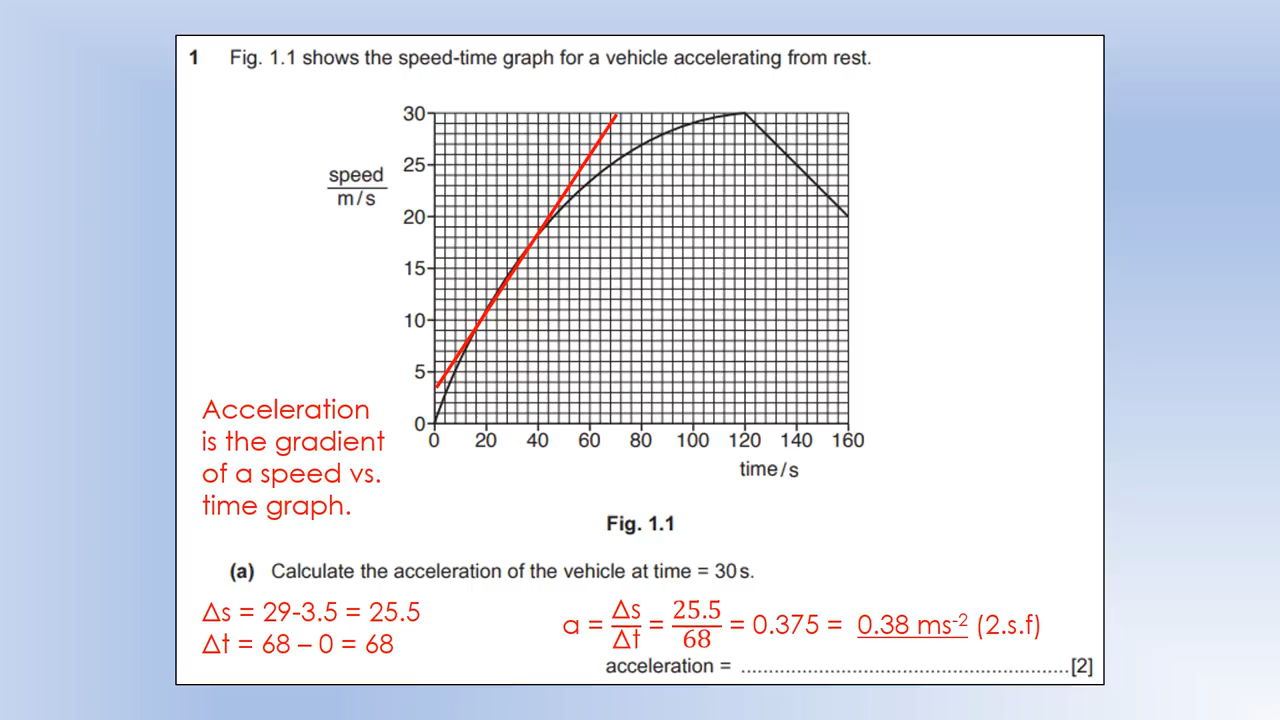 1 Fig. 1.1 shows the speed-time graph for a vehicle accelerating from rest.
30
25
speed
m/s
20
15
10
5
0
0 20 40 60 80 100 120 140 160
time/s
Acceleration
is the gradient
of a speed vs.
time graph.
Fig. 1.1
(a) Calculate the acceleration of the vehicle at time = 30 s.
Δs = 29-3.5 = 25.5
Δt = 68 – 0 = 68
a = Δs/Δt = 25.5/68 = 0.375 = 0.38 ms⁻² (2.s.f)
acceleration = ............................................................ [2]